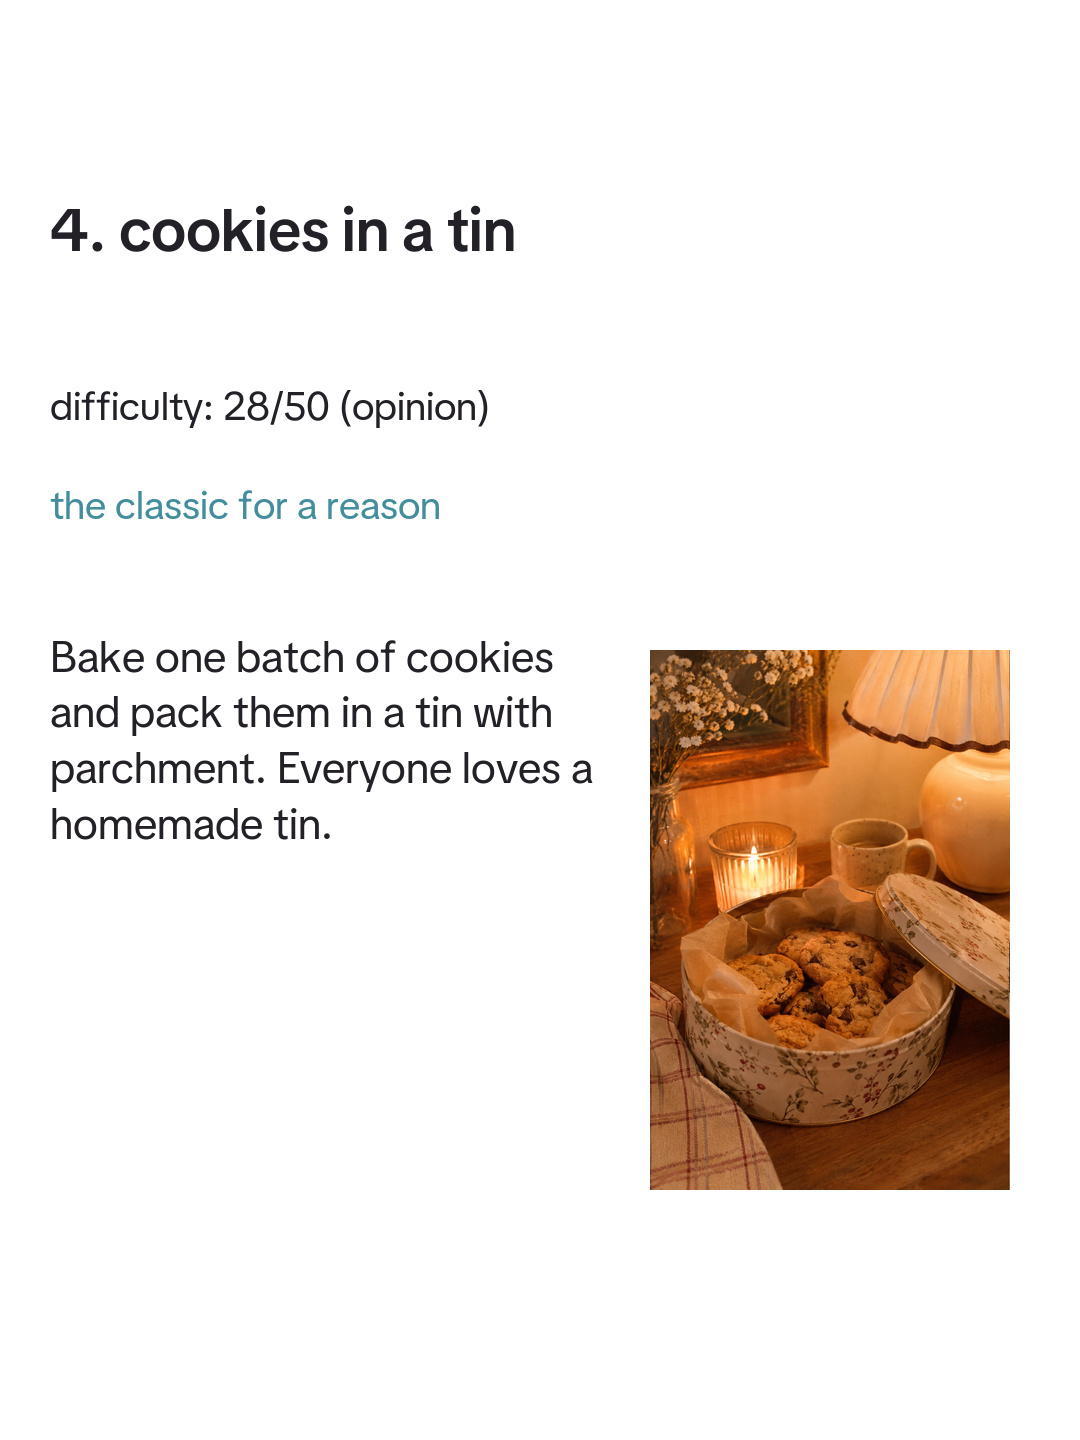 4. cookies in a tin
difficulty: 28/50 (opinion)
the classic for a reason
Bake one batch of cookies
and pack them in a tin with
parchment. Everyone loves a
homemade tin.